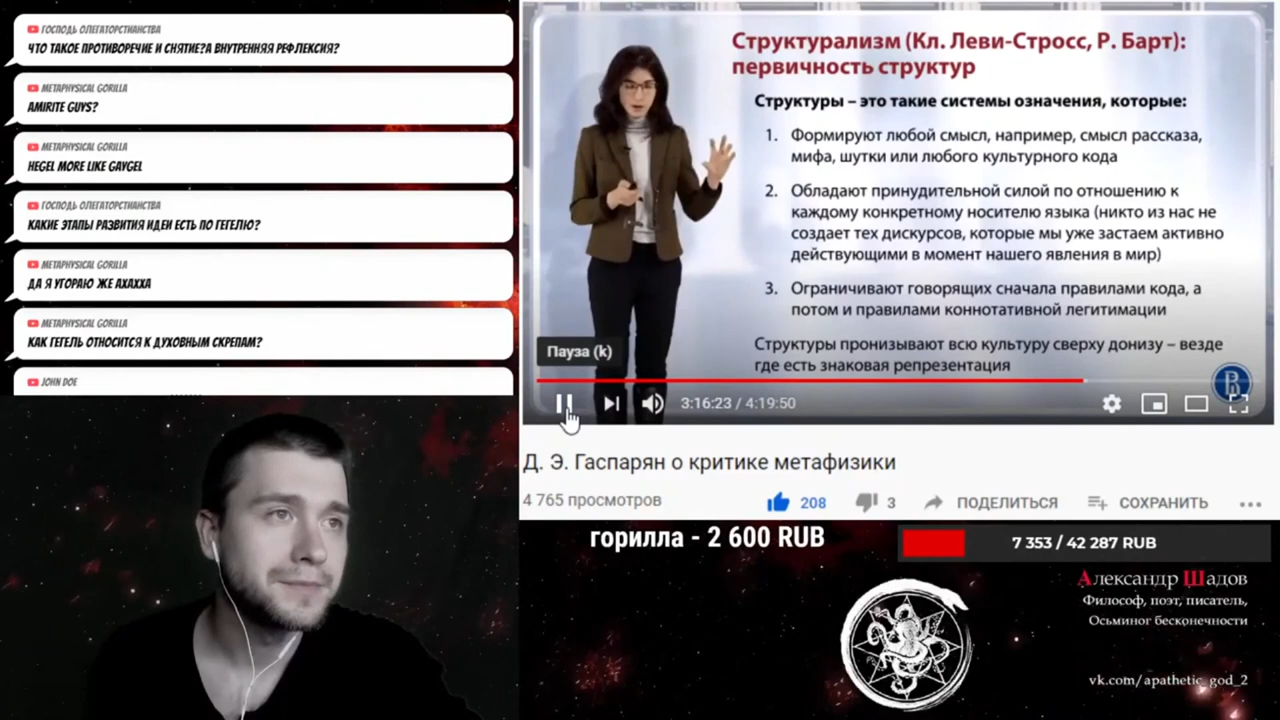 ГОСПОДЬ ОЛЕГАТОРСТИАНСТВА
ЧТО ТАКОЕ ПРОТИВОРЕЧИЕ И СНЯТИЕ?А ВНУТРЕННЯЯ РЕФЛЕКСИЯ?
METAPHYSICAL GORILLA
AMIRITE GUYS?
METAPHYSICAL GORILLA
HEGEL MORE LIKE GAYGEL
ГОСПОДЬ ОЛЕГАТОРСТИАНСТВА
КАКИЕ ЭТАПЫ РАЗВИТИЯ ИДЕИ ЕСТЬ ПО ГЕГЕЛЮ?
METAPHYSICAL GORILLA
ДА Я УГОРАЮ ЖЕ АХАХХА
METAPHYSICAL GORILLA
КАК ГЕГЕЛЬ ОТНОСИТСЯ К ДУХОВНЫМ СКРЕПАМ?
JOHN DOE
Структурализм (Кл. Леви-Стросс, Р. Барт):
первичность структур
Структуры – это такие системы означения, которые:
1. Формируют любой смысл, например, смысл рассказа,
мифа, шутки или любого культурного кода
2. Обладают принудительной силой по отношению к
каждому конкретному носителю языка (никто из нас не
создает тех дискурсов, которые мы уже застаем активно
действующими в момент нашего явления в мир)
3. Ограничивают говорящих сначала правилами кода, а
потом и правилами коннотативной легитимации
Структуры пронизывают всю культуру сверху донизу – везде
где есть знаковая репрезентация
Пауза (k)
3:16:23 / 4:19:50
Д. Э. Гаспарян о критике метафизики
4 765 просмотров
208
3
ПОДЕЛИТЬСЯ
СОХРАНИТЬ
горилла - 2 600 RUB
7 353 / 42 287 RUB
Александр Шадов
Философ, поэт, писатель,
Осьминог бесконечности
vk.com/apathetic_god_2